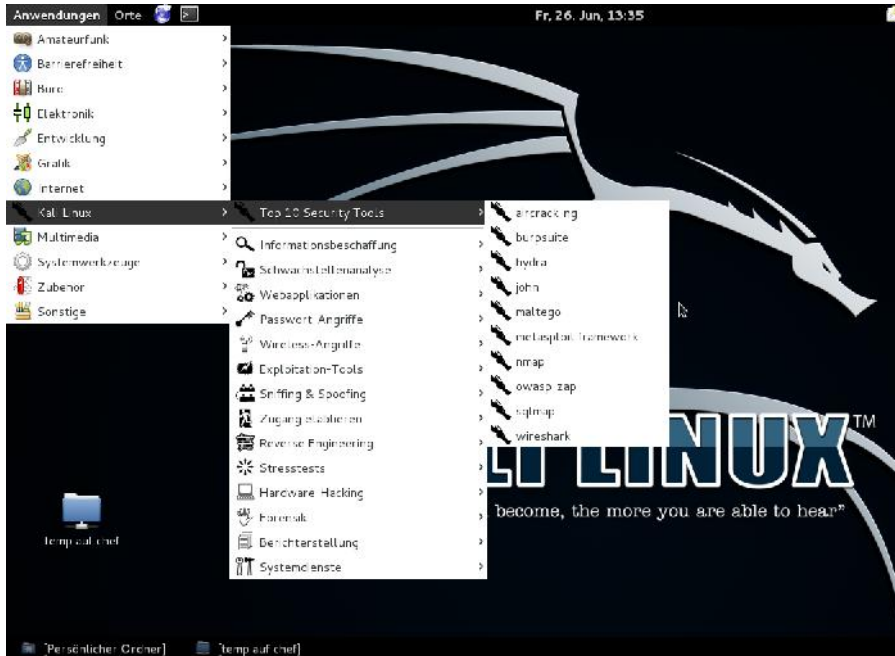 Anwendungen Orte
Fr, 26. Jun, 13:35
Amateurfunk
Barrierefreiheit
Büro
Elektronik
Entwicklung
Grafik
Internet
Kali Linux
Multimedia
Systemwerkzeuge
Zubehör
Sonstige
Top 10 Security Tools
Informationsbeschaffung
Schwachstellenanalyse
Webapplikationen
Passwort-Angriffe
Wireless-Angriffe
Exploitation-Tools
Sniffing & Spoofing
Zugang etablieren
Reverse Engineering
Stresstests
Hardware-Hacking
Forensik
Berichterstellung
Systemdienste
aircrack-ng
burpsuite
hydra
john
maltego
metasploit framework
nmap
owasp-zap
sqlmap
wireshark
LI LINUX™
become, the more you are able to hear”
temp auf chef
[Persönlicher Ordner]
[temp auf chef]